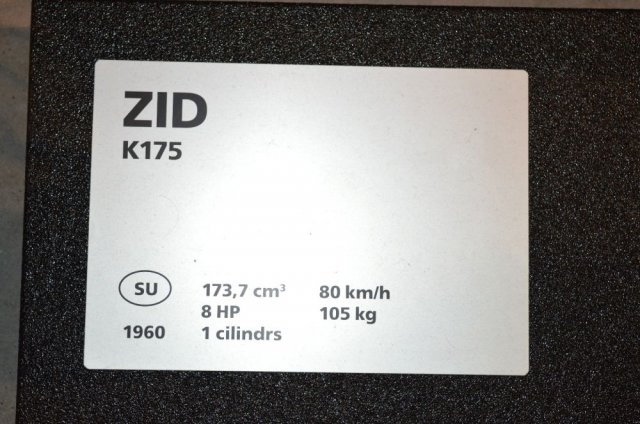 ZID
K175
SU 173,7 cm³ 80 km/h
8 HP 105 kg
1960 1 cilindrs